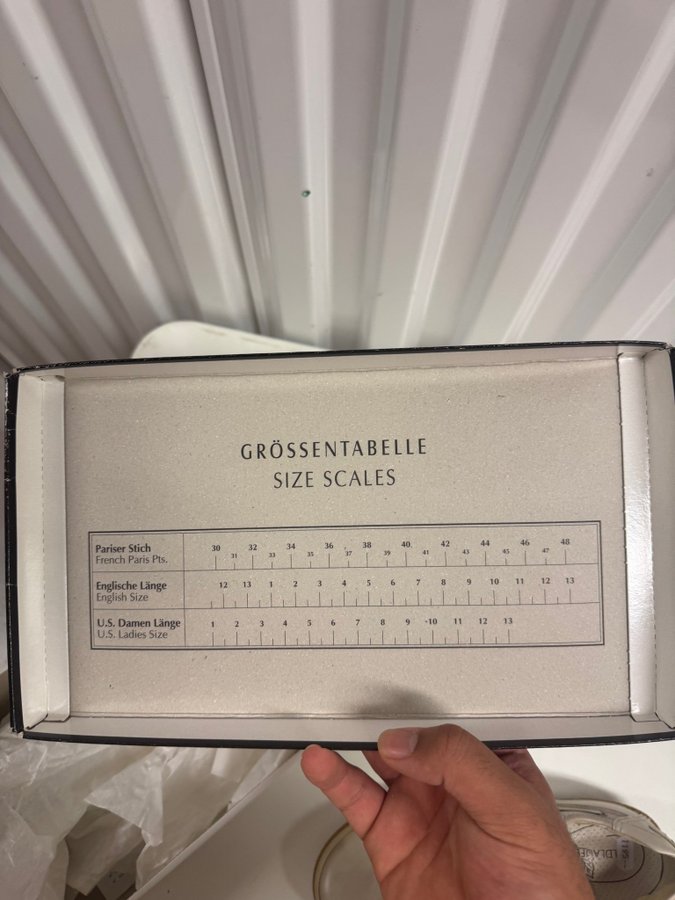 GRÖSSENTABELLE
SIZE SCALES
Pariser Stich
French Paris Pts.
30 31 32 33 34 35 36 37 38 39 40 41 42 43 44 45 46 47 48
Englische Länge
English Size
12 13 1 2 3 4 5 6 7 8 9 10 11 12 13
U.S. Damen Länge
U.S. Ladies Size
1 2 3 4 5 6 7 8 9 10 11 12 13